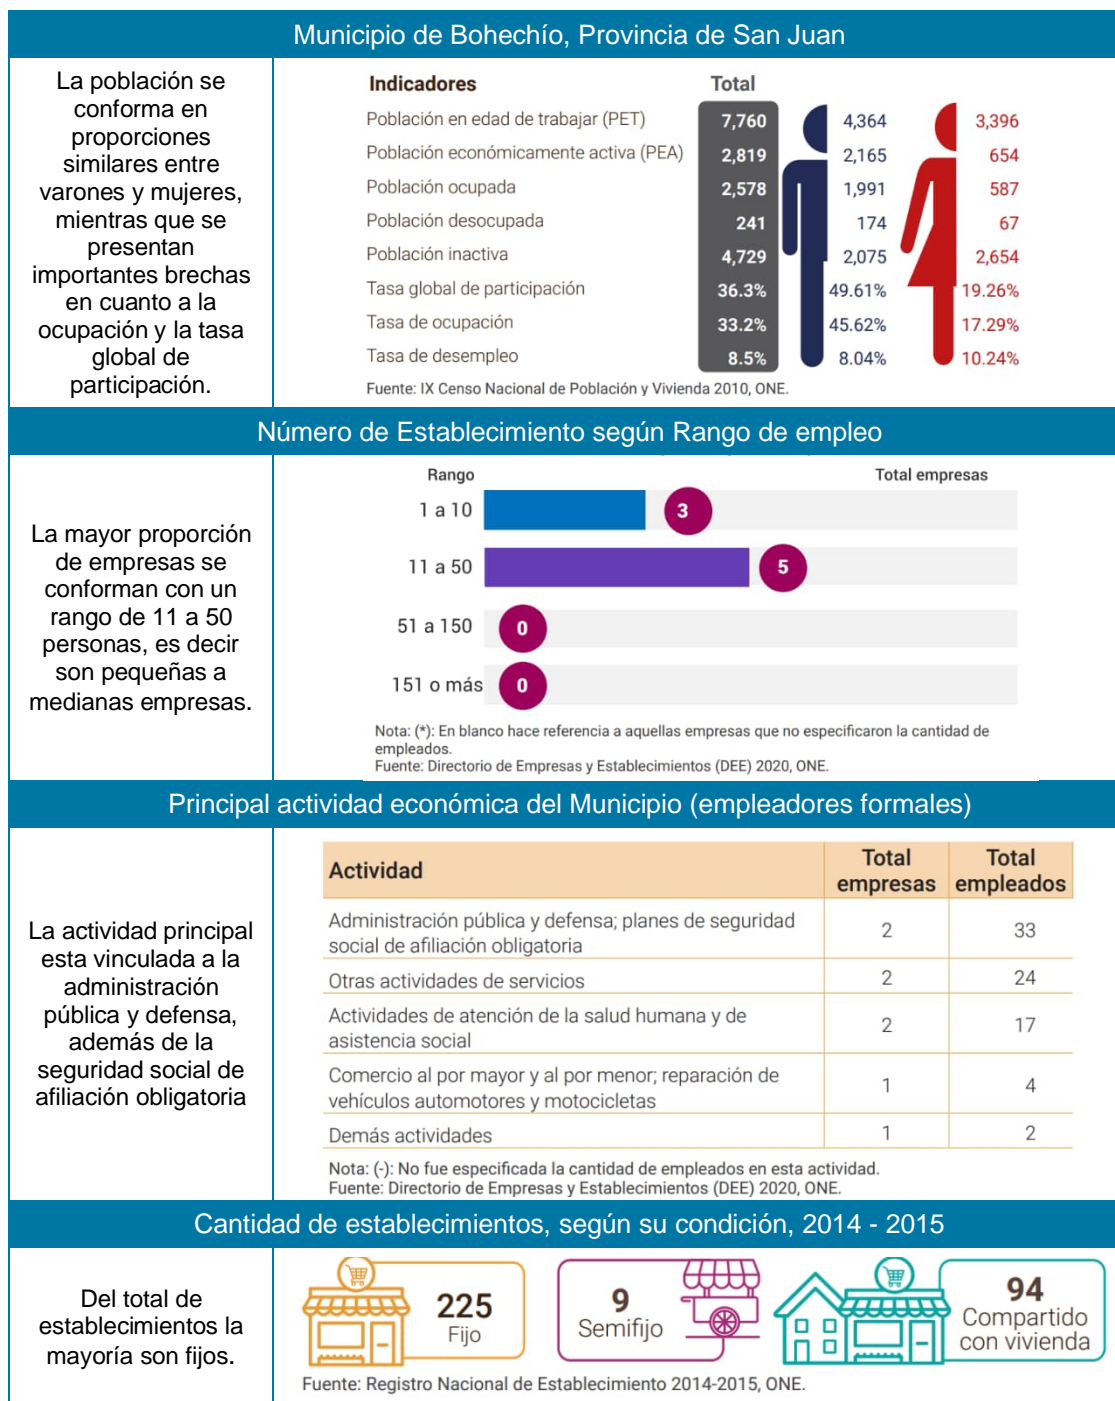 Municipio de Bohechío, Provincia de San Juan
La población se
conforma en
proporciones
similares entre
varones y mujeres,
mientras que se
presentan
importantes brechas
en cuanto a la
ocupación y la tasa
global de
participación.
Indicadores Total
Población en edad de trabajar (PET) 7,760 4,364 3,396
Población económicamente activa (PEA) 2,819 2,165 654
Población ocupada 2,578 1,991 587
Población desocupada 241 174 67
Población inactiva 4,729 2,075 2,654
Tasa global de participación 36.3% 49.61% 19.26%
Tasa de ocupación 33.2% 45.62% 17.29%
Tasa de desempleo 8.5% 8.04% 10.24%
Fuente: IX Censo Nacional de Población y Vivienda 2010, ONE.
Número de Establecimiento según Rango de empleo
La mayor proporción
de empresas se
conforman con un
rango de 11 a 50
personas, es decir
son pequeñas a
medianas empresas.
Rango Total empresas
1 a 10 3
11 a 50 5
51 a 150 0
151 o más 0
Nota: (*): En blanco hace referencia a aquellas empresas que no especificaron la cantidad de
empleados.
Fuente: Directorio de Empresas y Establecimientos (DEE) 2020, ONE.
Principal actividad económica del Municipio (empleadores formales)
La actividad principal
esta vinculada a la
administración
pública y defensa,
además de la
seguridad social de
afiliación obligatoria
Actividad Total empresas Total empleados
Administración pública y defensa; planes de seguridad
social de afiliación obligatoria 2 33
Otras actividades de servicios 2 24
Actividades de atención de la salud humana y de
asistencia social 2 17
Comercio al por mayor y al por menor; reparación de
vehículos automotores y motocicletas 1 4
Demás actividades 1 2
Nota: (-): No fue especificada la cantidad de empleados en esta actividad.
Fuente: Directorio de Empresas y Establecimientos (DEE) 2020, ONE.
Cantidad de establecimientos, según su condición, 2014 - 2015
Del total de
establecimientos la
mayoría son fijos.
225
Fijo
9
Semifijo
94
Compartido
con vivienda
Fuente: Registro Nacional de Establecimiento 2014-2015, ONE.